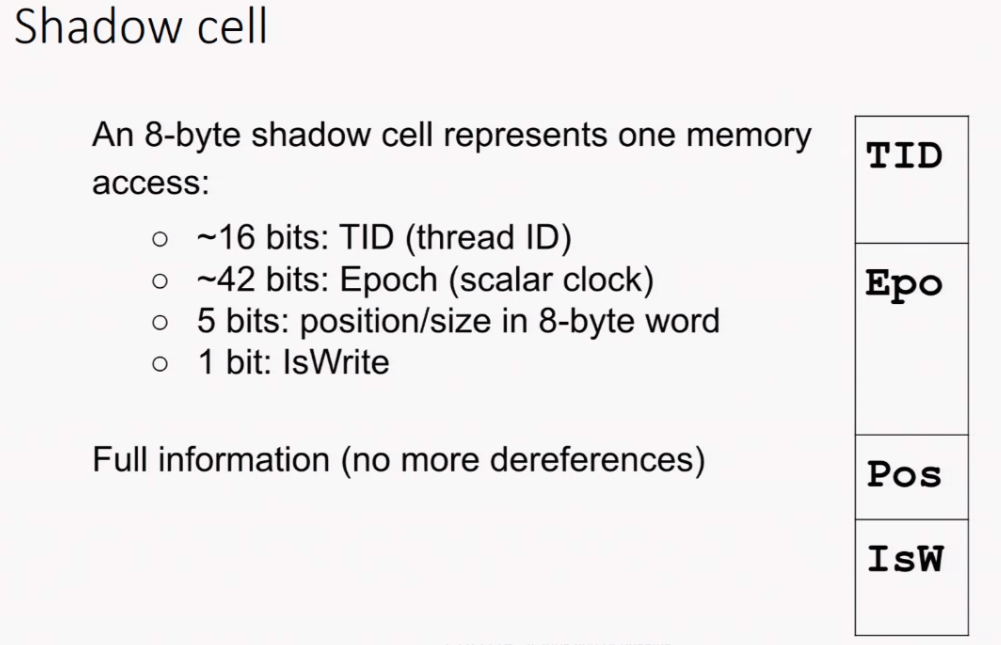 Shadow cell
An 8-byte shadow cell represents one memory
access:
○ ~16 bits: TID (thread ID)
○ ~42 bits: Epoch (scalar clock)
○ 5 bits: position/size in 8-byte word
○ 1 bit: IsWrite
Full information (no more dereferences)
TID
Epo
Pos
IsW